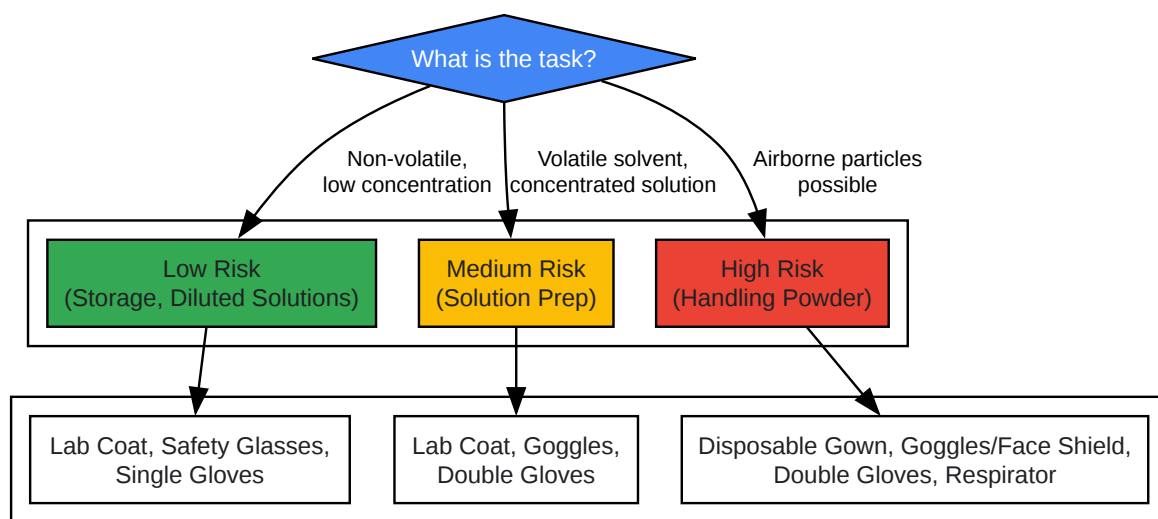 What is the task?
Non-volatile,
low concentration
Volatile solvent,
concentrated solution
Airborne particles
possible
Low Risk
(Storage, Diluted Solutions)
Medium Risk
(Solution Prep)
High Risk
(Handling Powder)
Lab Coat, Safety Glasses,
Single Gloves
Lab Coat, Goggles,
Double Gloves
Disposable Gown, Goggles/Face Shield,
Double Gloves, Respirator